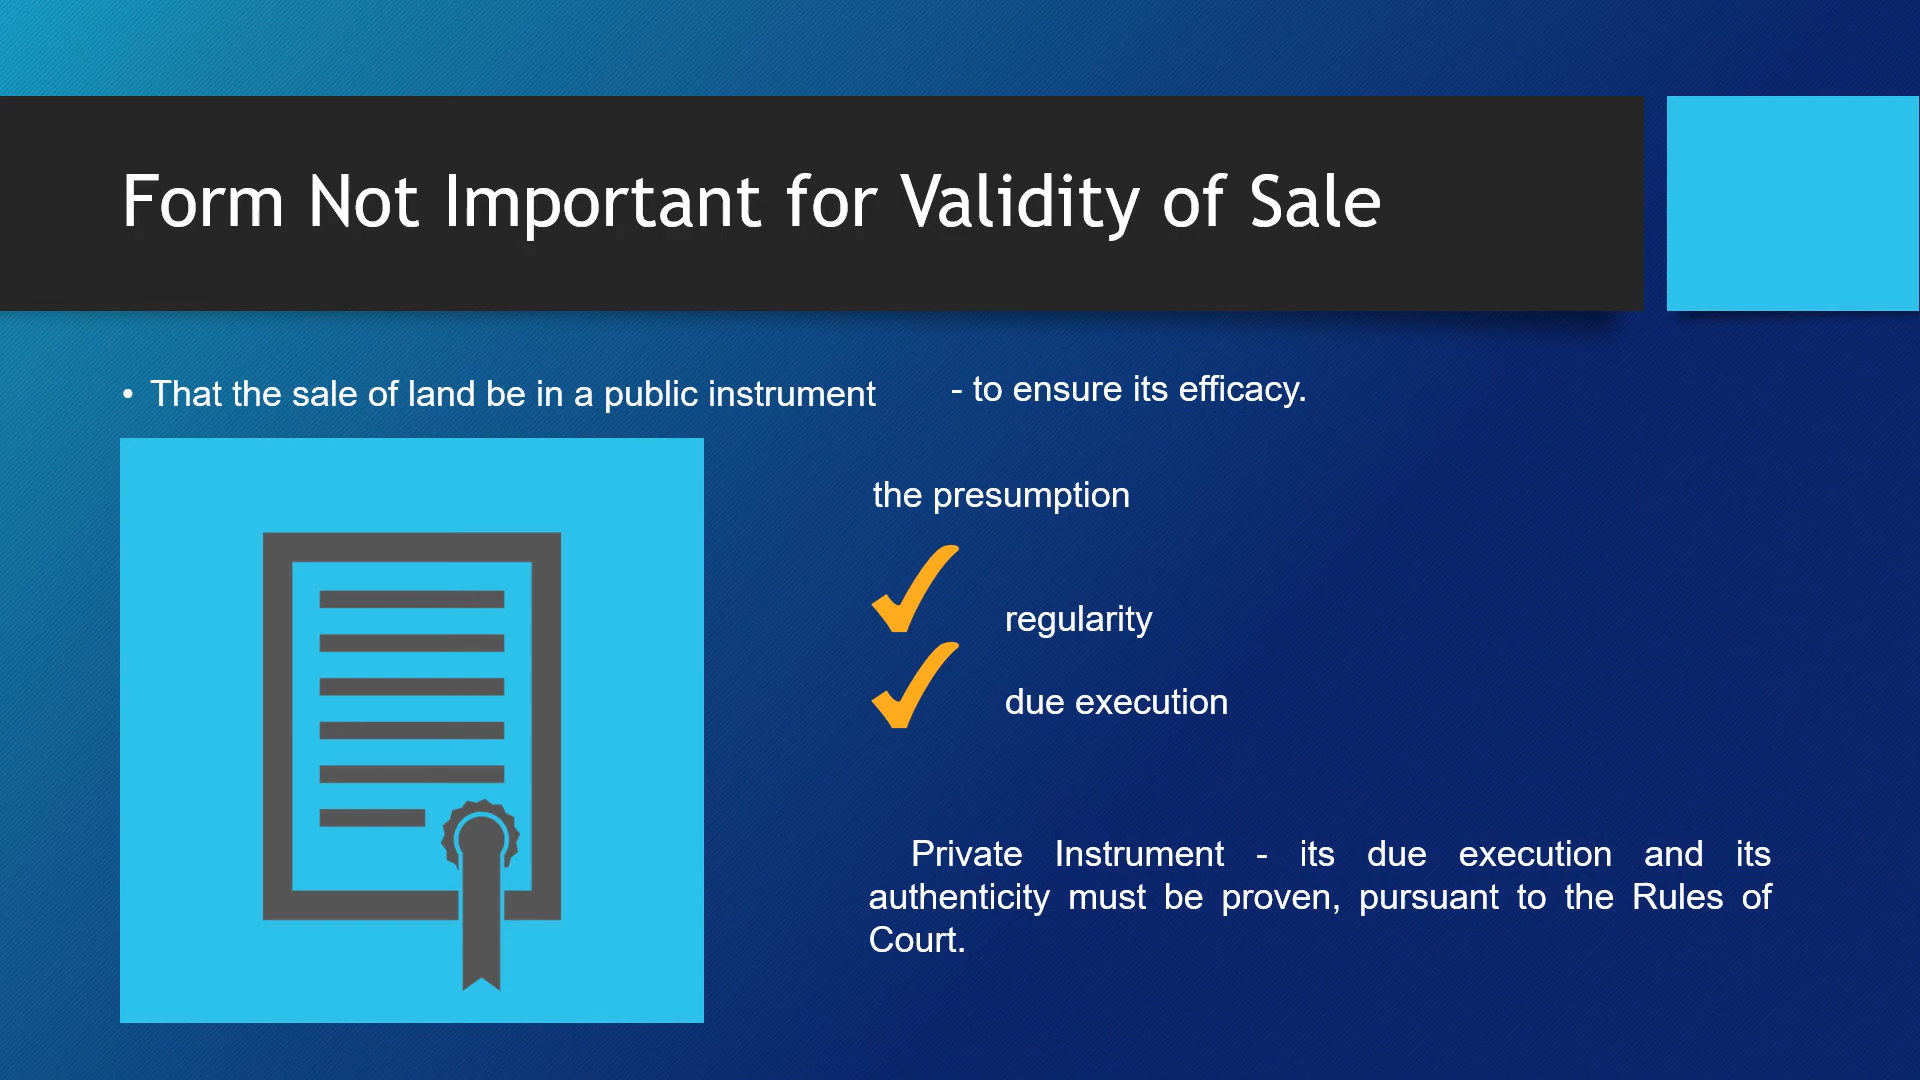 Form Not Important for Validity of Sale
• That the sale of land be in a public instrument - to ensure its efficacy.
the presumption
regularity
due execution
Private Instrument - its due execution and its
authenticity must be proven, pursuant to the Rules of
Court.